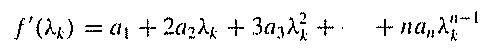 f'(λ_k) = a_1 + 2a_2λ_k + 3a_3λ_k^2 + · + na_nλ_k^{n-1}